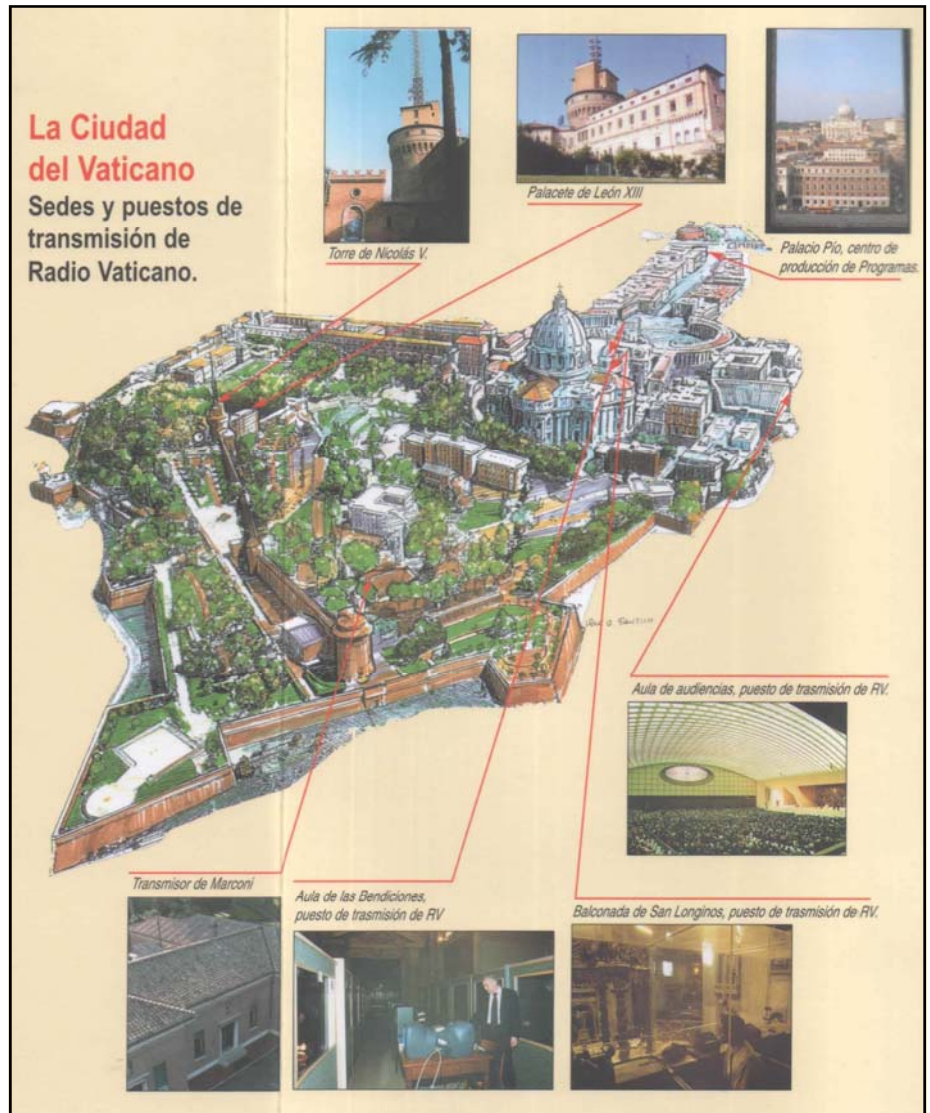 La Ciudad
del Vaticano
Sedes y puestos de
transmisión de
Radio Vaticano.
Torre de Nicolás V.
Palacete de León XIII
Palacio Pío, centro de
producción de Programas.
Aula de audiencias, puesto de trasmisión de RV.
Transmisor de Marconi
Aula de las Bendiciones,
puesto de trasmisión de RV
Balconada de San Longinos, puesto de trasmisión de RV.